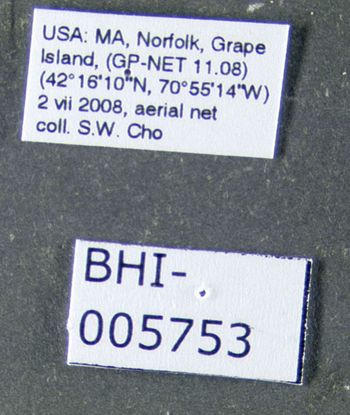 USA: MA, Norfolk, Grape
Island, (GP-NET 11.08)
(42°16'10"N, 70°55'14"W)
2 vii 2008, aerial net
coll. S.W. Cho
BHI-
005753